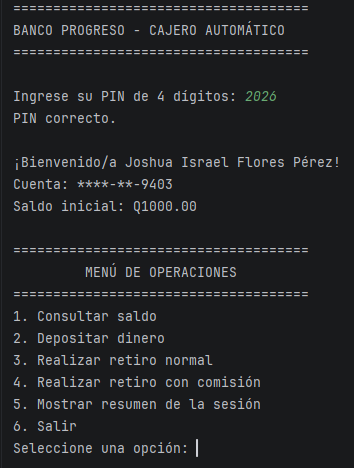 =====================================
BANCO PROGRESO - CAJERO AUTOMÁTICO
=====================================
Ingrese su PIN de 4 dígitos: 2026
PIN correcto.
¡Bienvenido/a Joshua Israel Flores Pérez!
Cuenta: ****-**-9403
Saldo inicial: Q1000.00
=====================================
MENÚ DE OPERACIONES
=====================================
1. Consultar saldo
2. Depositar dinero
3. Realizar retiro normal
4. Realizar retiro con comisión
5. Mostrar resumen de la sesión
6. Salir
Seleccione una opción: